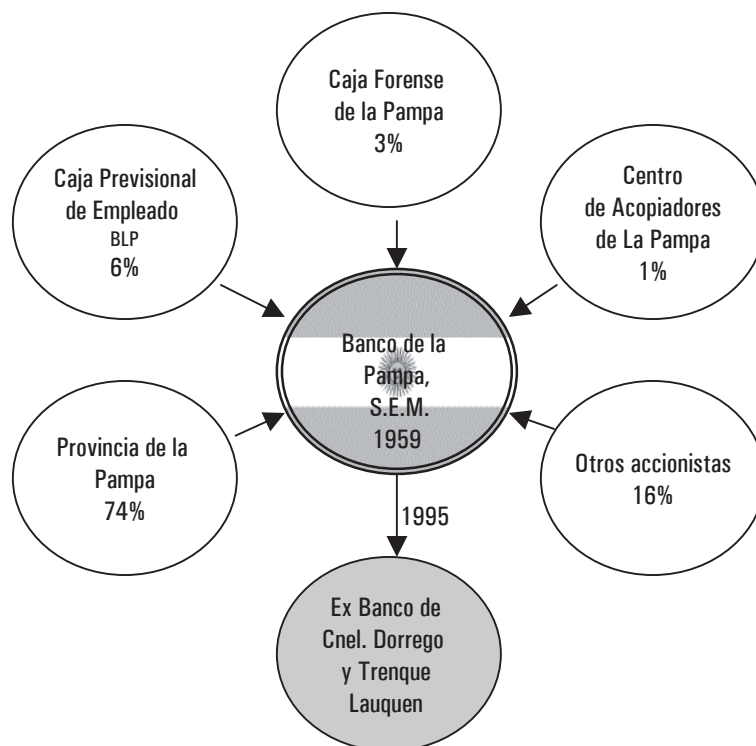 Caja Forense
de la Pampa
3%
Caja Previsional
de Empleado
BLP
6%
Centro
de Acopiadores
de La Pampa
1%
Banco de la
Pampa,
S.E.M.
1959
Provincia de la
Pampa
74%
Otros accionistas
16%
1995
Ex Banco de
Cnel. Dorrego
y Trenque
Lauquen